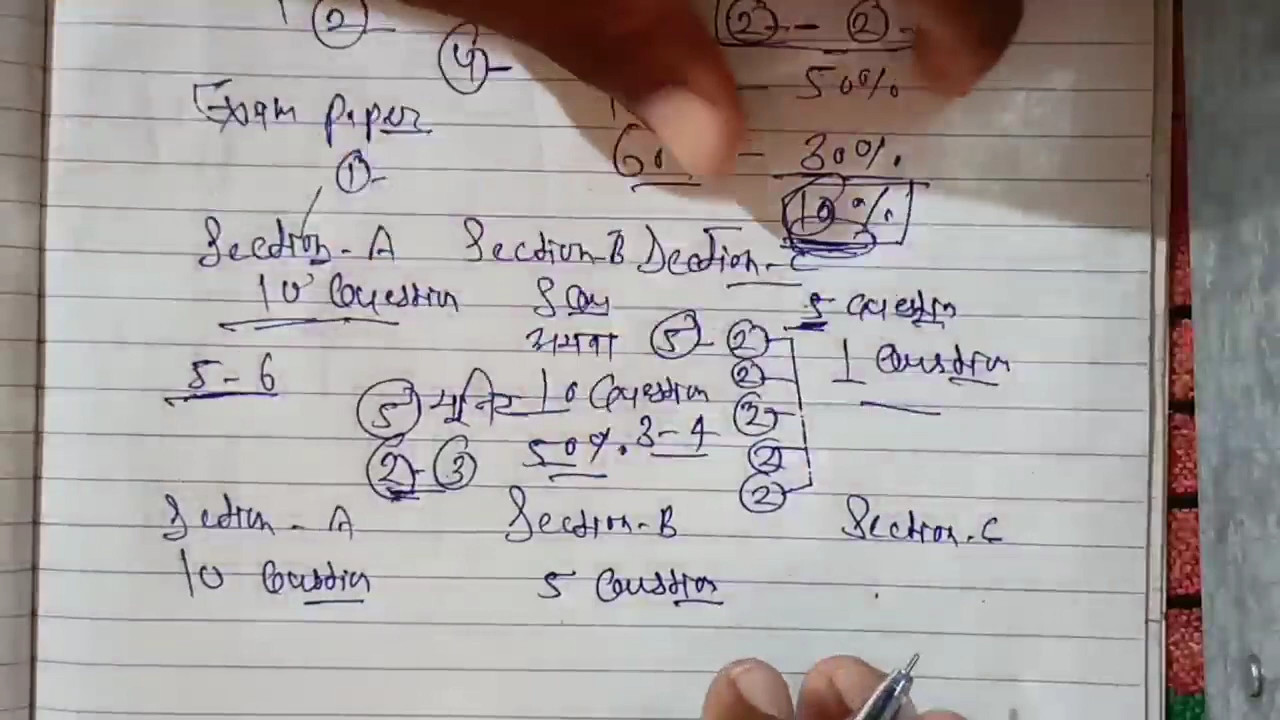 2 -
2 - 2 -
4 -
- 50%
Exam paper
60 - 30%.
1 -
10 %.
Section - A Section - B Section - C
10 Question
5 Question
अथवा 5 - 2
1 Question
5 - 6
2
5 यूनिट 10 Question
2
50%. 3 - 4
2 - 3
2
2
Section - A Section - B Section - C
10 Question 5 Question